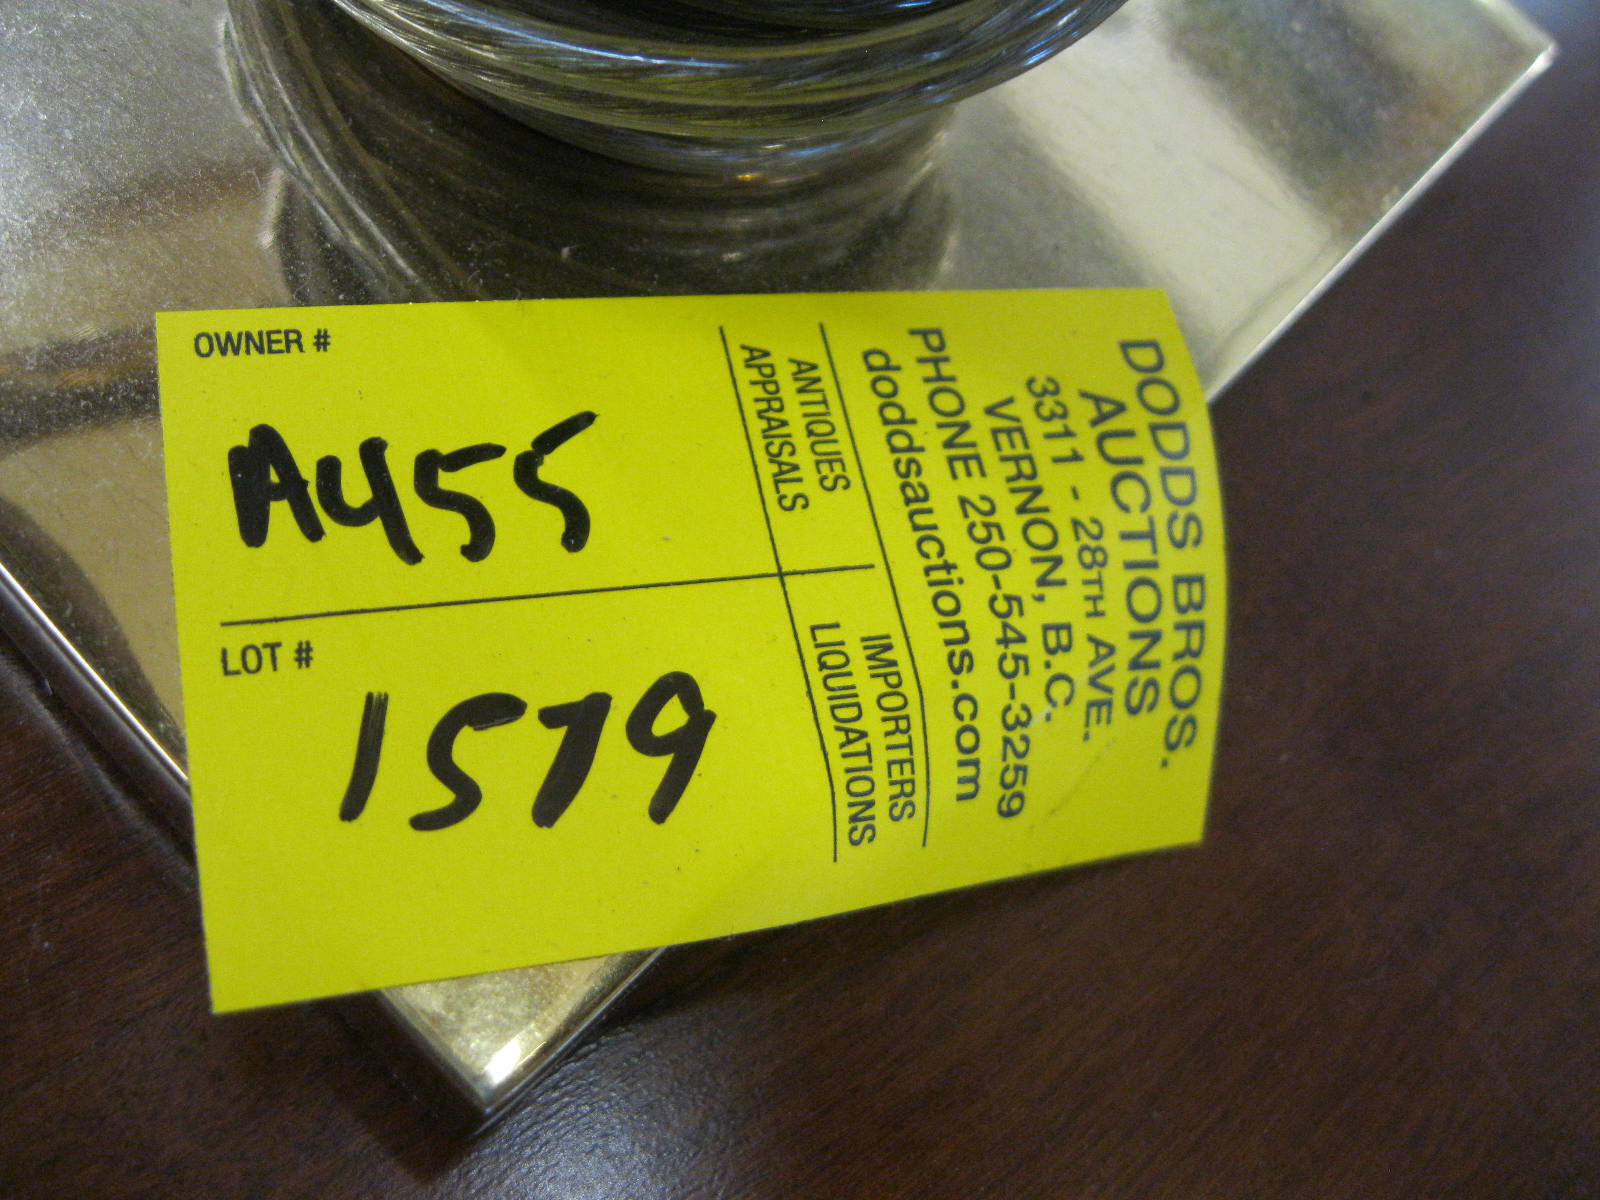 DODDS BROS.
AUCTIONS
3311 - 28TH AVE.
VERNON, B.C.
PHONE 250-545-3259
doddsauctions.com
ANTIQUES
APPRAISALS
IMPORTERS
LIQUIDATIONS
OWNER #
A455
LOT #
1579